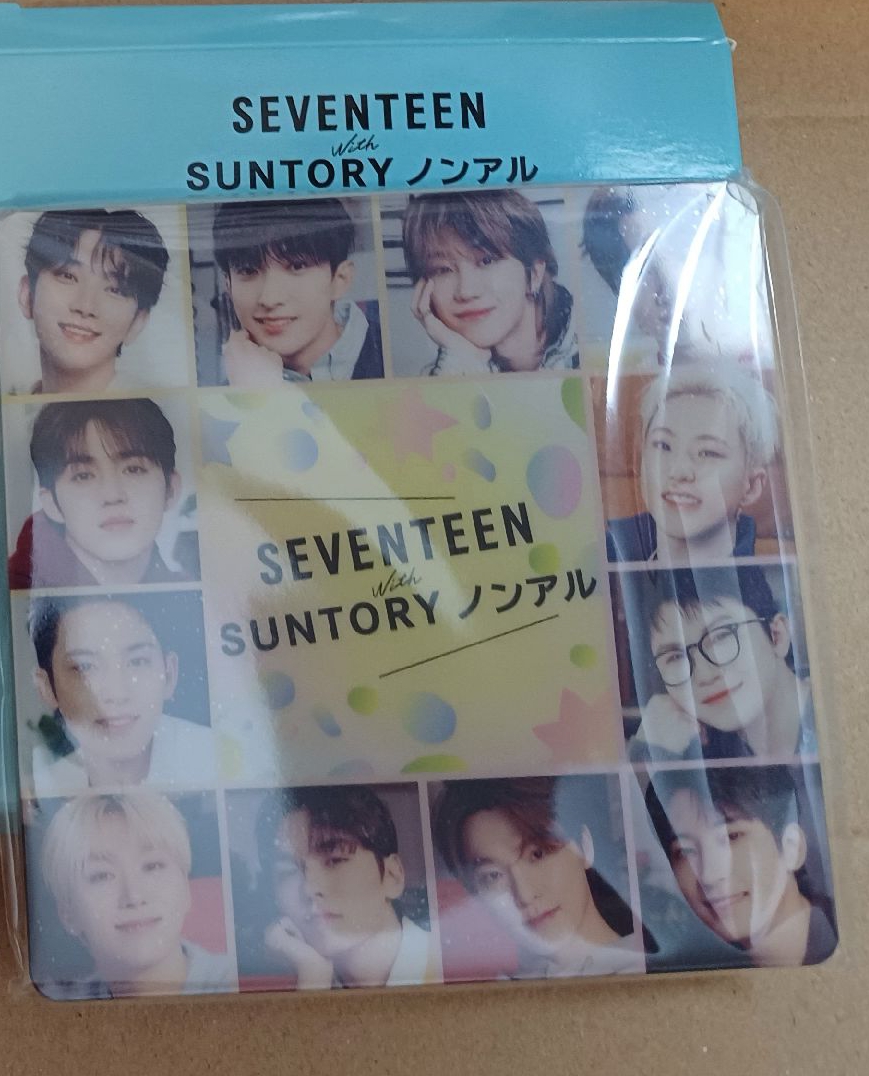 SEVENTEEN
With
SUNTORY ノンアル
SEVENTEEN
With
SUNTORY ノンアル